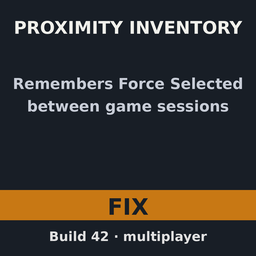 PROXIMITY INVENTORY
Remembers Force Selected
between game sessions
FIX
Build 42 · multiplayer